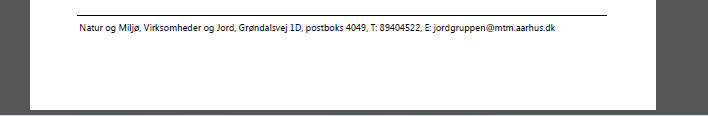 Natur og Miljø, Virksomheder og Jord, Grøndalsvej 1D, postboks 4049, T: 89404522, E: jordgruppen@mtm.aarhus.dk